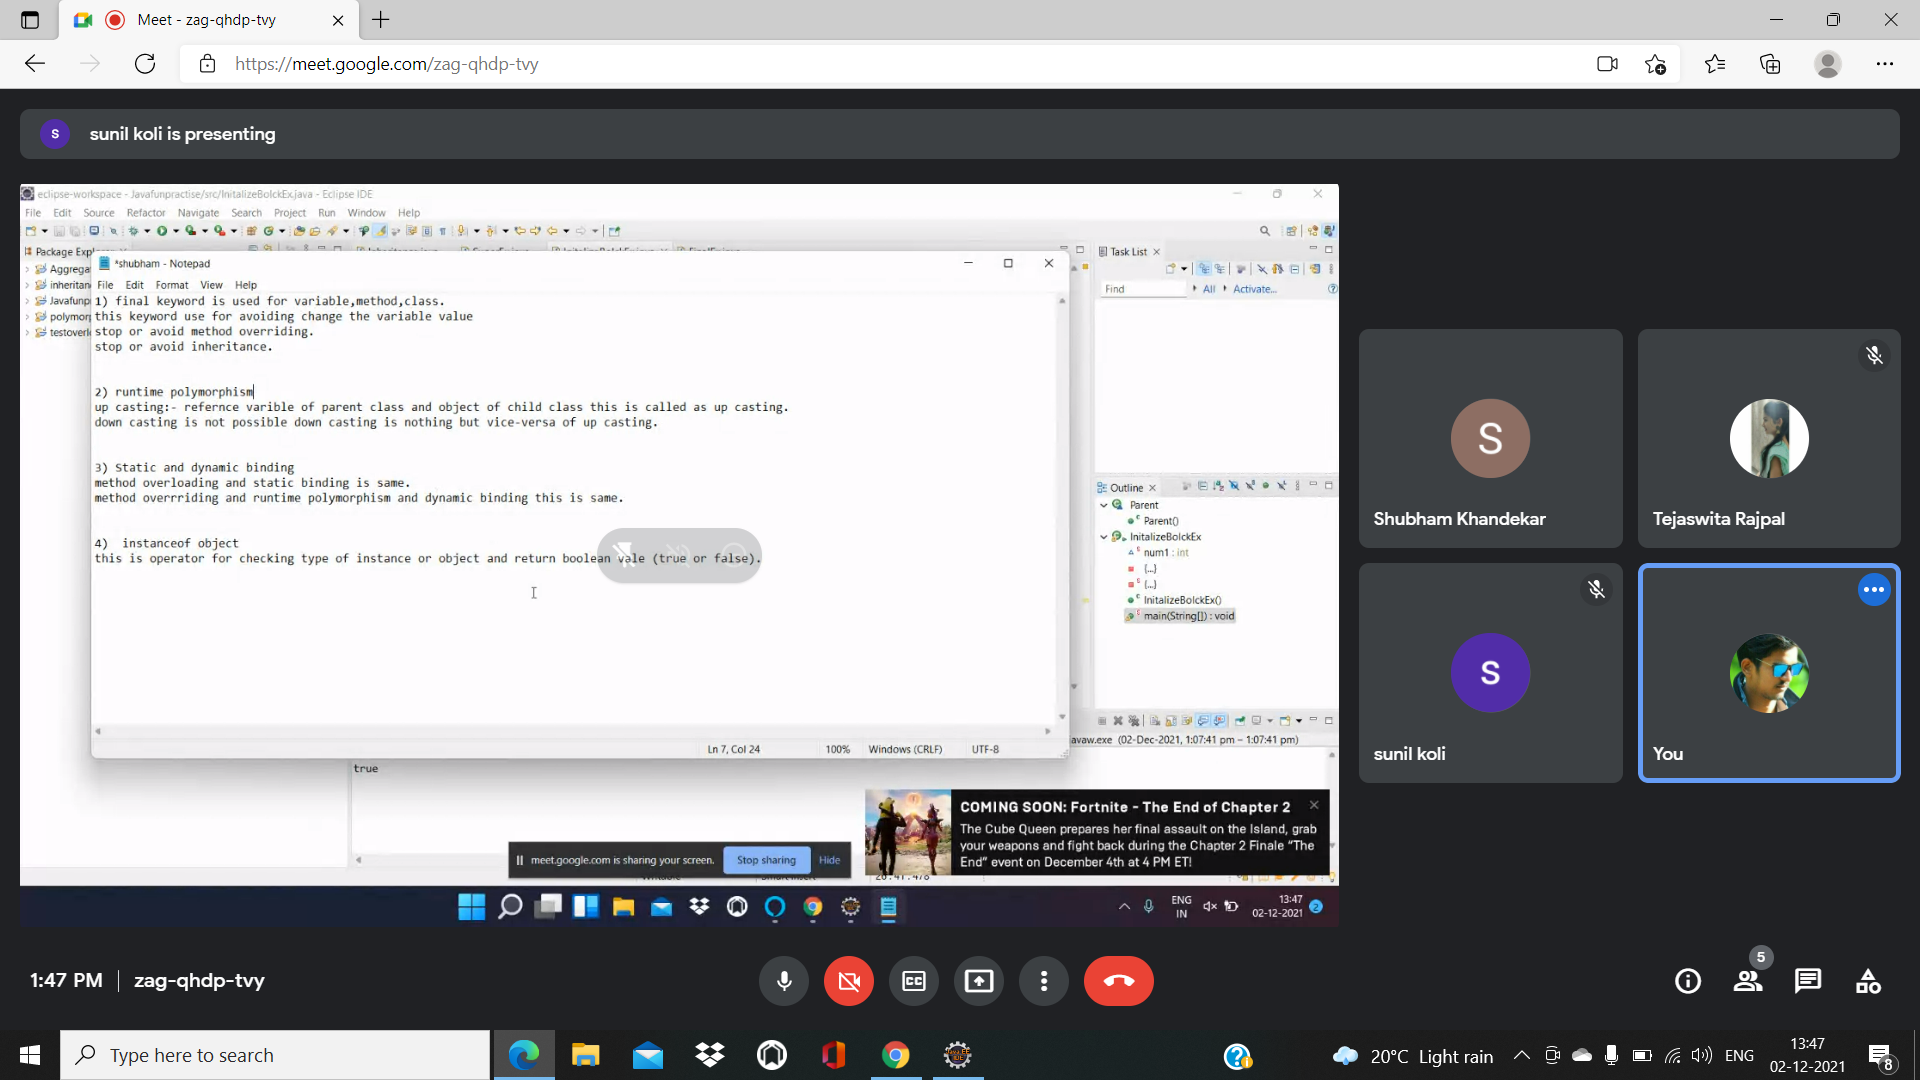 Meet - zag-qhdp-tvy
https://meet.google.com/zag-qhdp-tvy
S
sunil koli is presenting
eclipse-workspace - Javafunpractise/src/InitalizeBolckEx.java - Eclipse IDE
File Edit Source Refactor Navigate Search Project Run Window Help
Package Expl
Task List
*shubham - Notepad
File Edit Format View Help
Find
All
Activate...
Aggrega
inheritan
Javafunp
polymorp
testoverl
1) final keyword is used for variable,method,class.
this keyword use for avoiding change the variable value
stop or avoid method overriding.
stop or avoid inheritance.
2) runtime polymorphism
up casting:- refernce varible of parent class and object of child class this is called as up casting.
down casting is not possible down casting is nothing but vice-versa of up casting.
3) Static and dynamic binding
method overloading and static binding is same.
method overrriding and runtime polymorphism and dynamic binding this is same.
4) instanceof object
this is operator for checking type of instance or object and return boolean vale (true or false).
Ln 7, Col 24
100%
Windows (CRLF)
UTF-8
Outline
Parent
Parent()
InitalizeBolckEx
num1 : int
{...}
{...}
InitalizeBolckEx()
main(String[]) : void
avaw.exe (02-Dec-2021, 1:07:41 pm – 1:07:41 pm)
true
COMING SOON: Fortnite - The End of Chapter 2
The Cube Queen prepares her final assault on the Island, grab
your weapons and fight back during the Chapter 2 Finale “The
End” event on December 4th at 4 PM ET!
meet.google.com is sharing your screen.
Stop sharing
Hide
ENG
IN
13:47
02-12-2021
2
S
Shubham Khandekar
Tejaswita Rajpal
S
sunil koli
You
1:47 PM
zag-qhdp-tvy
CC
5
Type here to search
20°C Light rain
ENG
13:47
02-12-2021
8